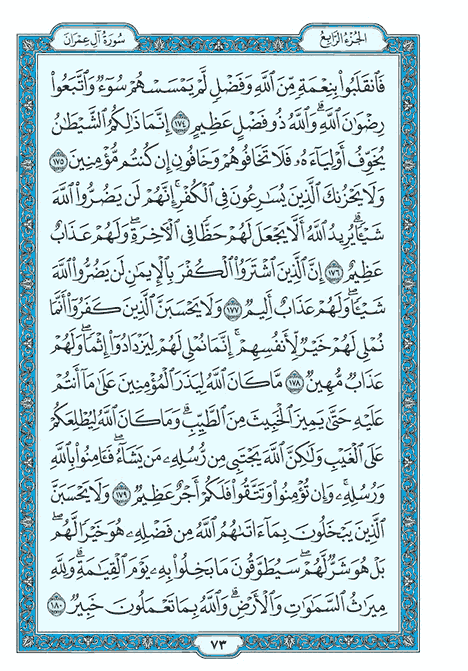 سُورَةُ آلِ عِمْرَانَ
الجُزْءُ الرَّابِعُ
فَٱنقَلَبُوا۟ بِنِعْمَةٍ مِّنَ ٱللَّهِ وَفَضْلٍ لَّمْ يَمْسَسْهُمْ سُوٓءٌ وَٱتَّبَعُوا۟
رِضْوَٰنَ ٱللَّهِ ۗ وَٱللَّهُ ذُو فَضْلٍ عَظِيمٍ ١٧٤ إِنَّمَا ذَٰلِكُمُ ٱلشَّيْطَٰنُ
يُخَوِّفُ أَوْلِيَآءَهُۥ فَلَا تَخَافُوهُمْ وَخَافُونِ إِن كُنتُم مُّؤْمِنِينَ ١٧٥
وَلَا يَحْزُنكَ ٱلَّذِينَ يُسَٰرِعُونَ فِى ٱلْكُفْرِ ۚ إِنَّهُمْ لَن يَضُرُّوا۟ ٱللَّهَ
شَيْـًٔا ۗ يُرِيدُ ٱللَّهُ أَلَّا يَجْعَلَ لَهُمْ حَظًّا فِى ٱلْـَٔاخِرَةِ ۖ وَلَهُمْ عَذَابٌ
عَظِيمٌ ١٧٦ إِنَّ ٱلَّذِينَ ٱشْتَرَوُا۟ ٱلْكُفْرَ بِٱلْإِيمَٰنِ لَن يَضُرُّوا۟ ٱللَّهَ
شَيْـًٔا وَلَهُمْ عَذَابٌ أَلِيمٌ ١٧٧ وَلَا يَحْسَبَنَّ ٱلَّذِينَ كَفَرُوٓا۟ أَنَّمَا
نُمْلِى لَهُمْ خَيْرٌ لِّأَنفُسِهِمْ ۚ إِنَّمَا نُمْلِى لَهُمْ لِيَزْدَادُوٓا۟ إِثْمًا ۚ وَلَهُمْ
عَذَابٌ مُّهِينٌ ١٧٨ مَّا كَانَ ٱللَّهُ لِيَذَرَ ٱلْمُؤْمِنِينَ عَلَىٰ مَآ أَنتُمْ
عَلَيْهِ حَتَّىٰ يَمِيزَ ٱلْخَبِيثَ مِنَ ٱلطَّيِّبِ ۗ وَمَا كَانَ ٱللَّهُ لِيُطْلِعَكُمْ
عَلَى ٱلْغَيْبِ وَلَٰكِنَّ ٱللَّهَ يَجْتَبِى مِن رُّسُلِهِۦ مَن يَشَآءُ ۖ فَـَٔامِنُوا۟ بِٱللَّهِ
وَرُسُلِهِۦ ۚ وَإِن تُؤْمِنُوا۟ وَتَتَّقُوا۟ فَلَكُمْ أَجْرٌ عَظِيمٌ ١٧٩ وَلَا يَحْسَبَنَّ
ٱلَّذِينَ يَبْخَلُونَ بِمَآ ءَاتَىٰهُمُ ٱللَّهُ مِن فَضْلِهِۦ هُوَ خَيْرًا لَّهُم ۖ
بَلْ هُوَ شَرٌّ لَّهُمْ ۖ سَيُطَوَّقُونَ مَا بَخِلُوا۟ بِهِۦ يَوْمَ ٱلْقِيَٰمَةِ ۗ وَلِلَّهِ
مِيرَٰثُ ٱلسَّمَٰوَٰتِ وَٱلْأَرْضِ ۗ وَٱللَّهُ بِمَا تَعْمَلُونَ خَبِيرٌ ١٨٠
٧٣